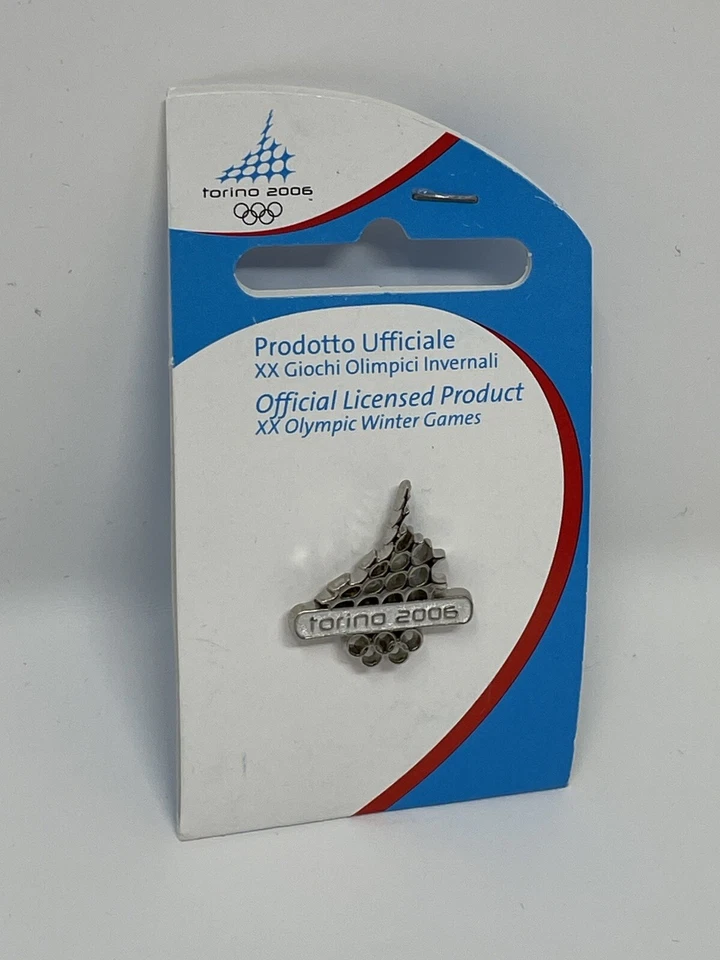 torino 2006
Prodotto Ufficiale
XX Giochi Olimpici Invernali
Official Licensed Product
XX Olympic Winter Games
torino 2006